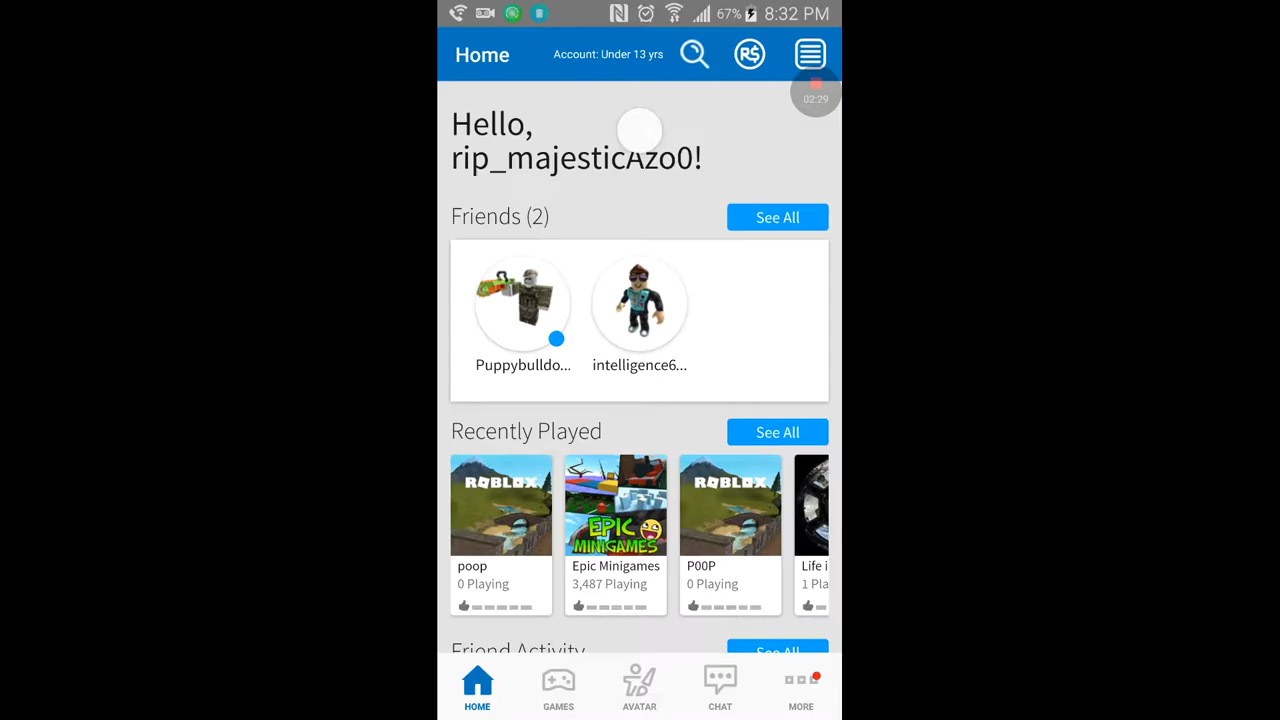 67% 8:32 PM
Home Account: Under 13 yrs R$
02:29
Hello,
rip_majesticAzo0!
Friends (2) See All
Puppybulldo... intelligence6...
Recently Played See All
ROBLOX EPIC MINIGAMES ROBLOX
poop Epic Minigames P00P Life i
0 Playing 3,487 Playing 0 Playing 1 Pla
Friend Activity See All
HOME GAMES AVATAR CHAT MORE